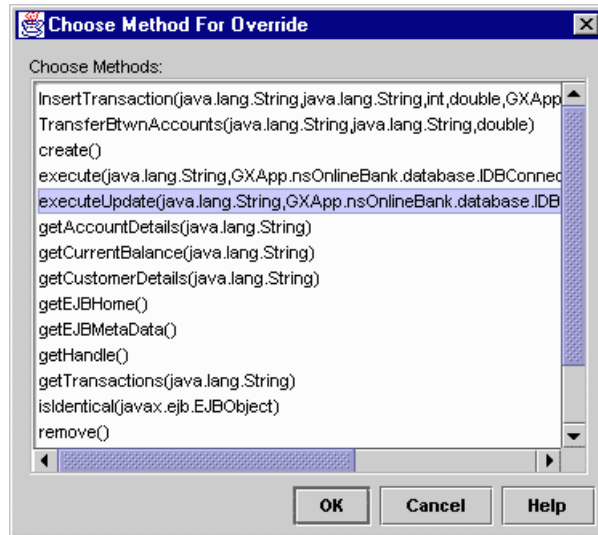 Choose Method For Override
Choose Methods:
InsertTransaction(java.lang.String,java.lang.String,int,double,GXApp
TransferBtwnAccounts(java.lang.String,java.lang.String,double)
create()
execute(java.lang.String,GXApp.nsOnlineBank.database.IDBConnec
executeUpdate(java.lang.String,GXApp.nsOnlineBank.database.IDB
getAccountDetails(java.lang.String)
getCurrentBalance(java.lang.String)
getCustomerDetails(java.lang.String)
getEJBHome()
getEJBMetaData()
getHandle()
getTransactions(java.lang.String)
isIdentical(javax.ejb.EJBObject)
remove()
OK Cancel Help